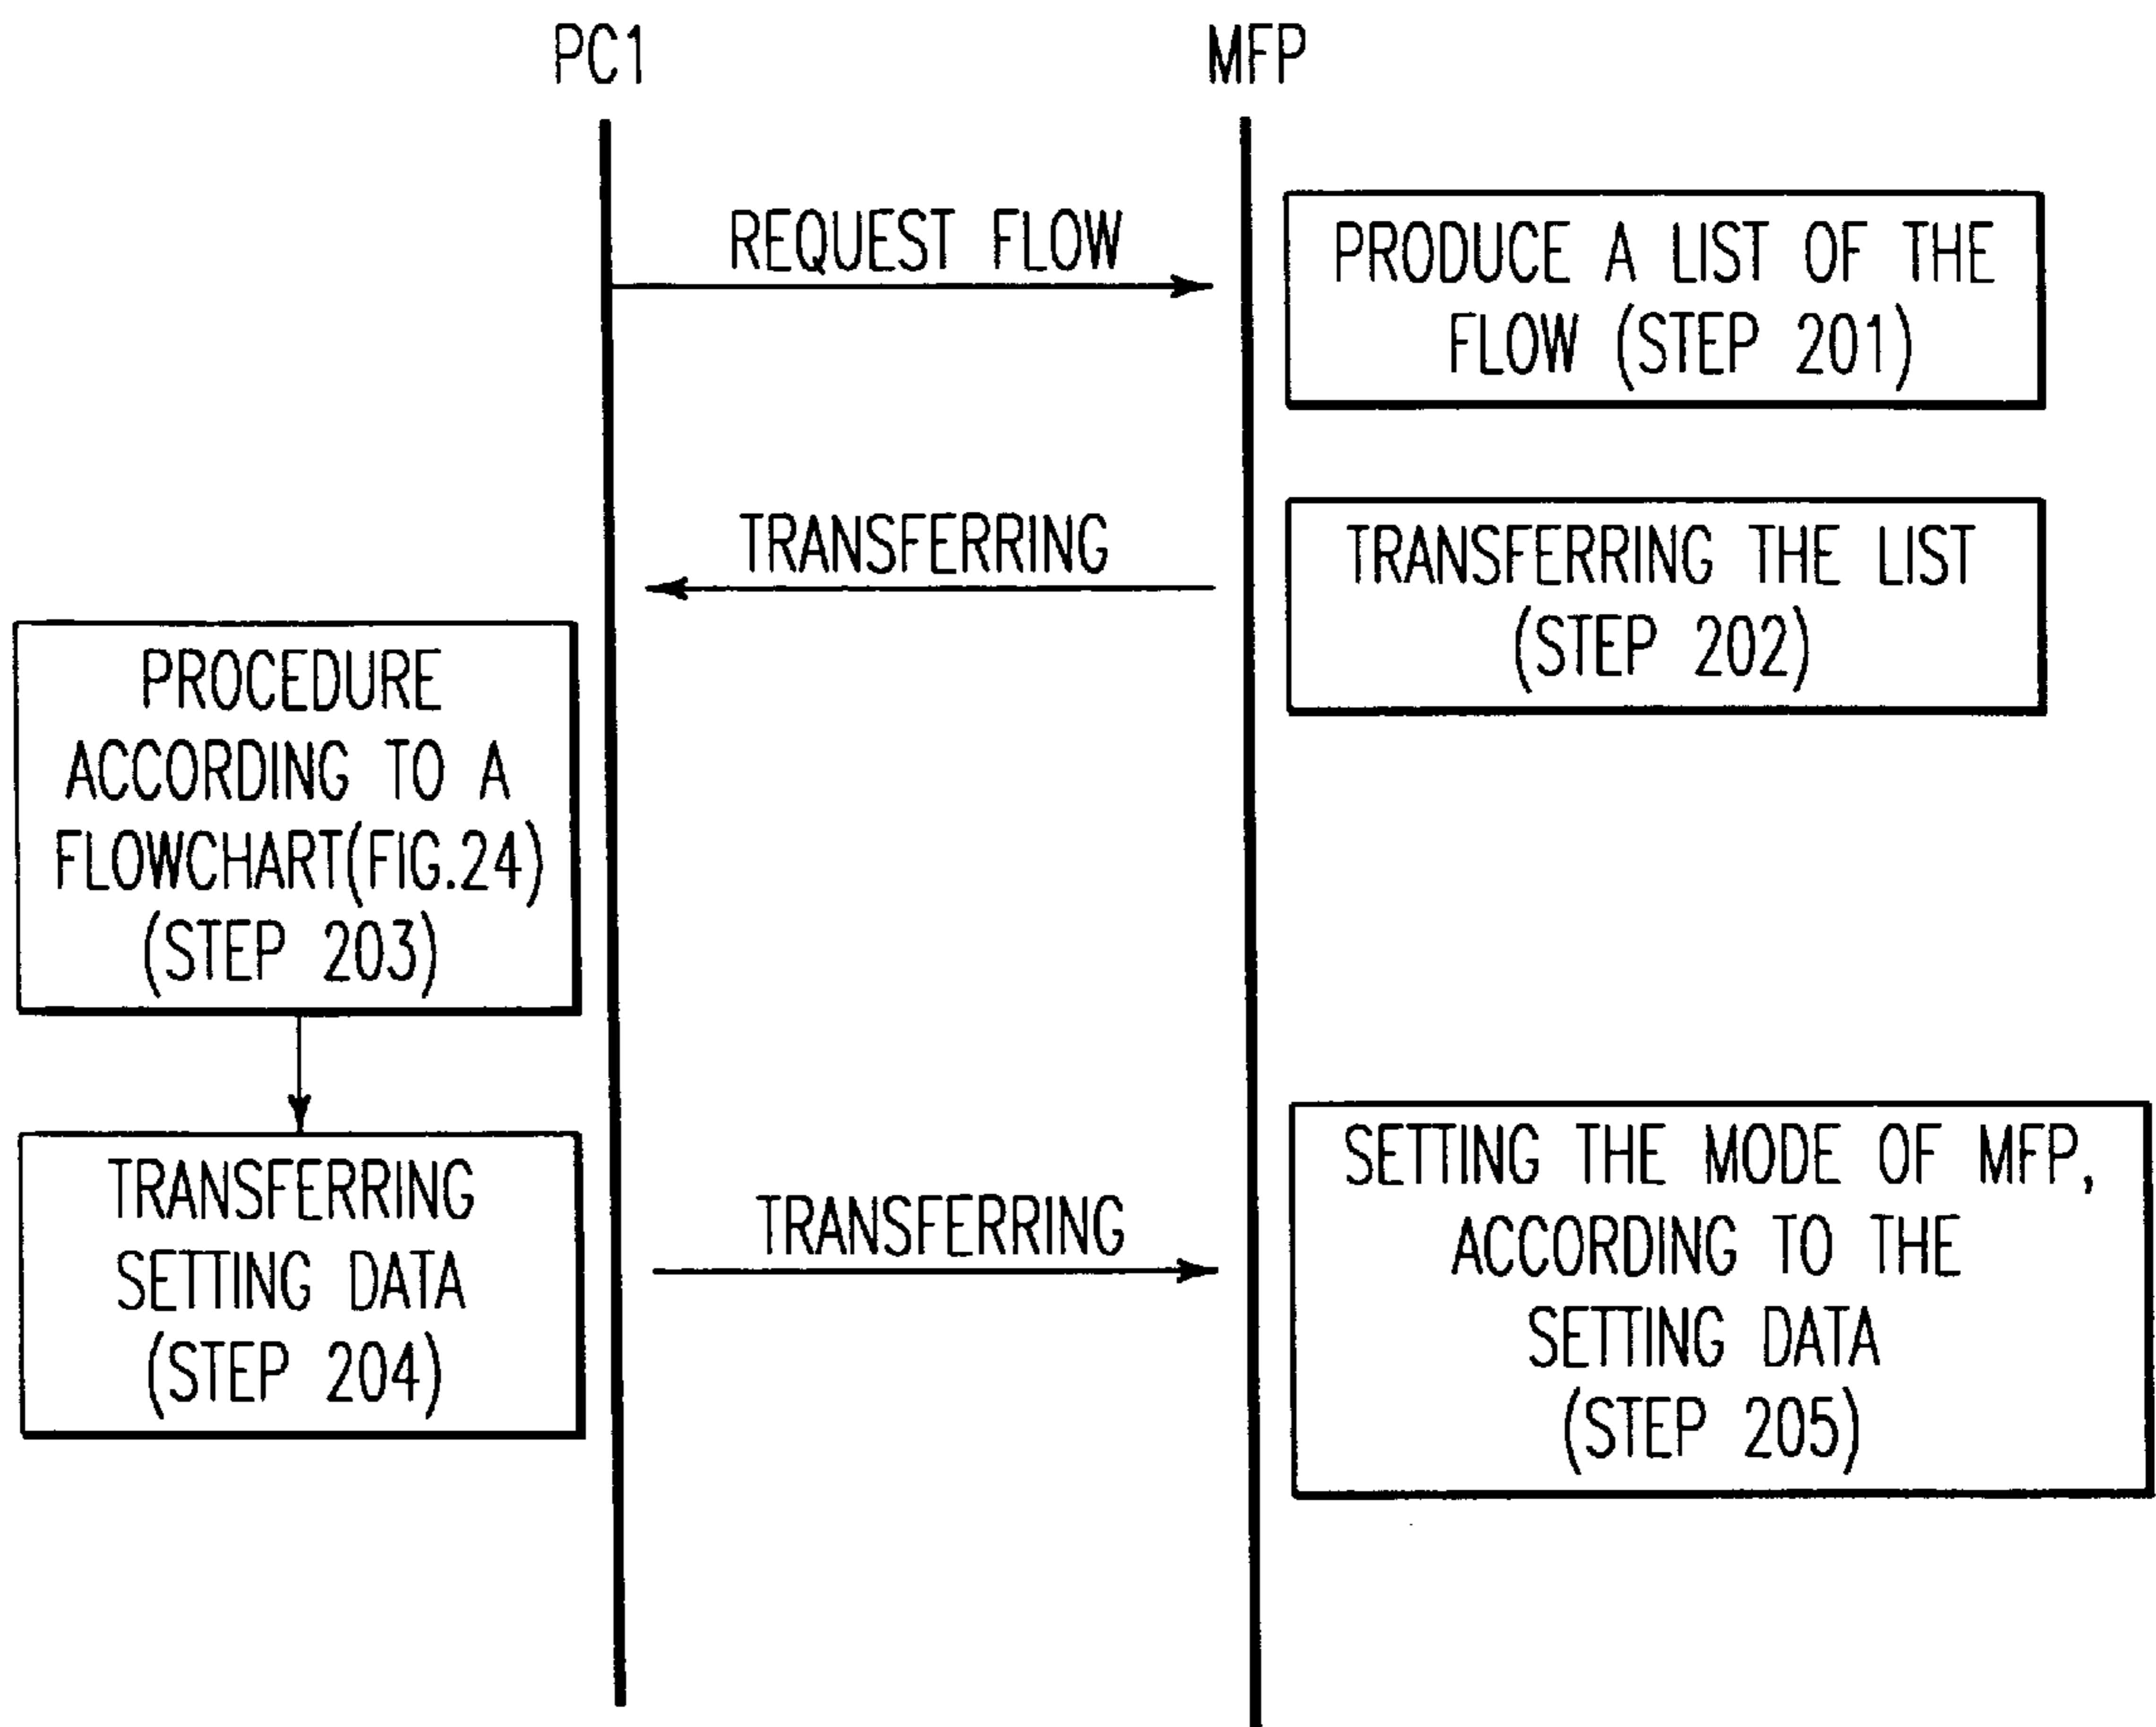 PC1
MFP
REQUEST FLOW
PRODUCE A LIST OF THE
FLOW (STEP 201)
TRANSFERRING
TRANSFERRING THE LIST
(STEP 202)
PROCEDURE
ACCORDING TO A
FLOWCHART(FIG.24)
(STEP 203)
TRANSFERRING
SETTING DATA
(STEP 204)
TRANSFERRING
SETTING THE MODE OF MFP,
ACCORDING TO THE
SETTING DATA
(STEP 205)